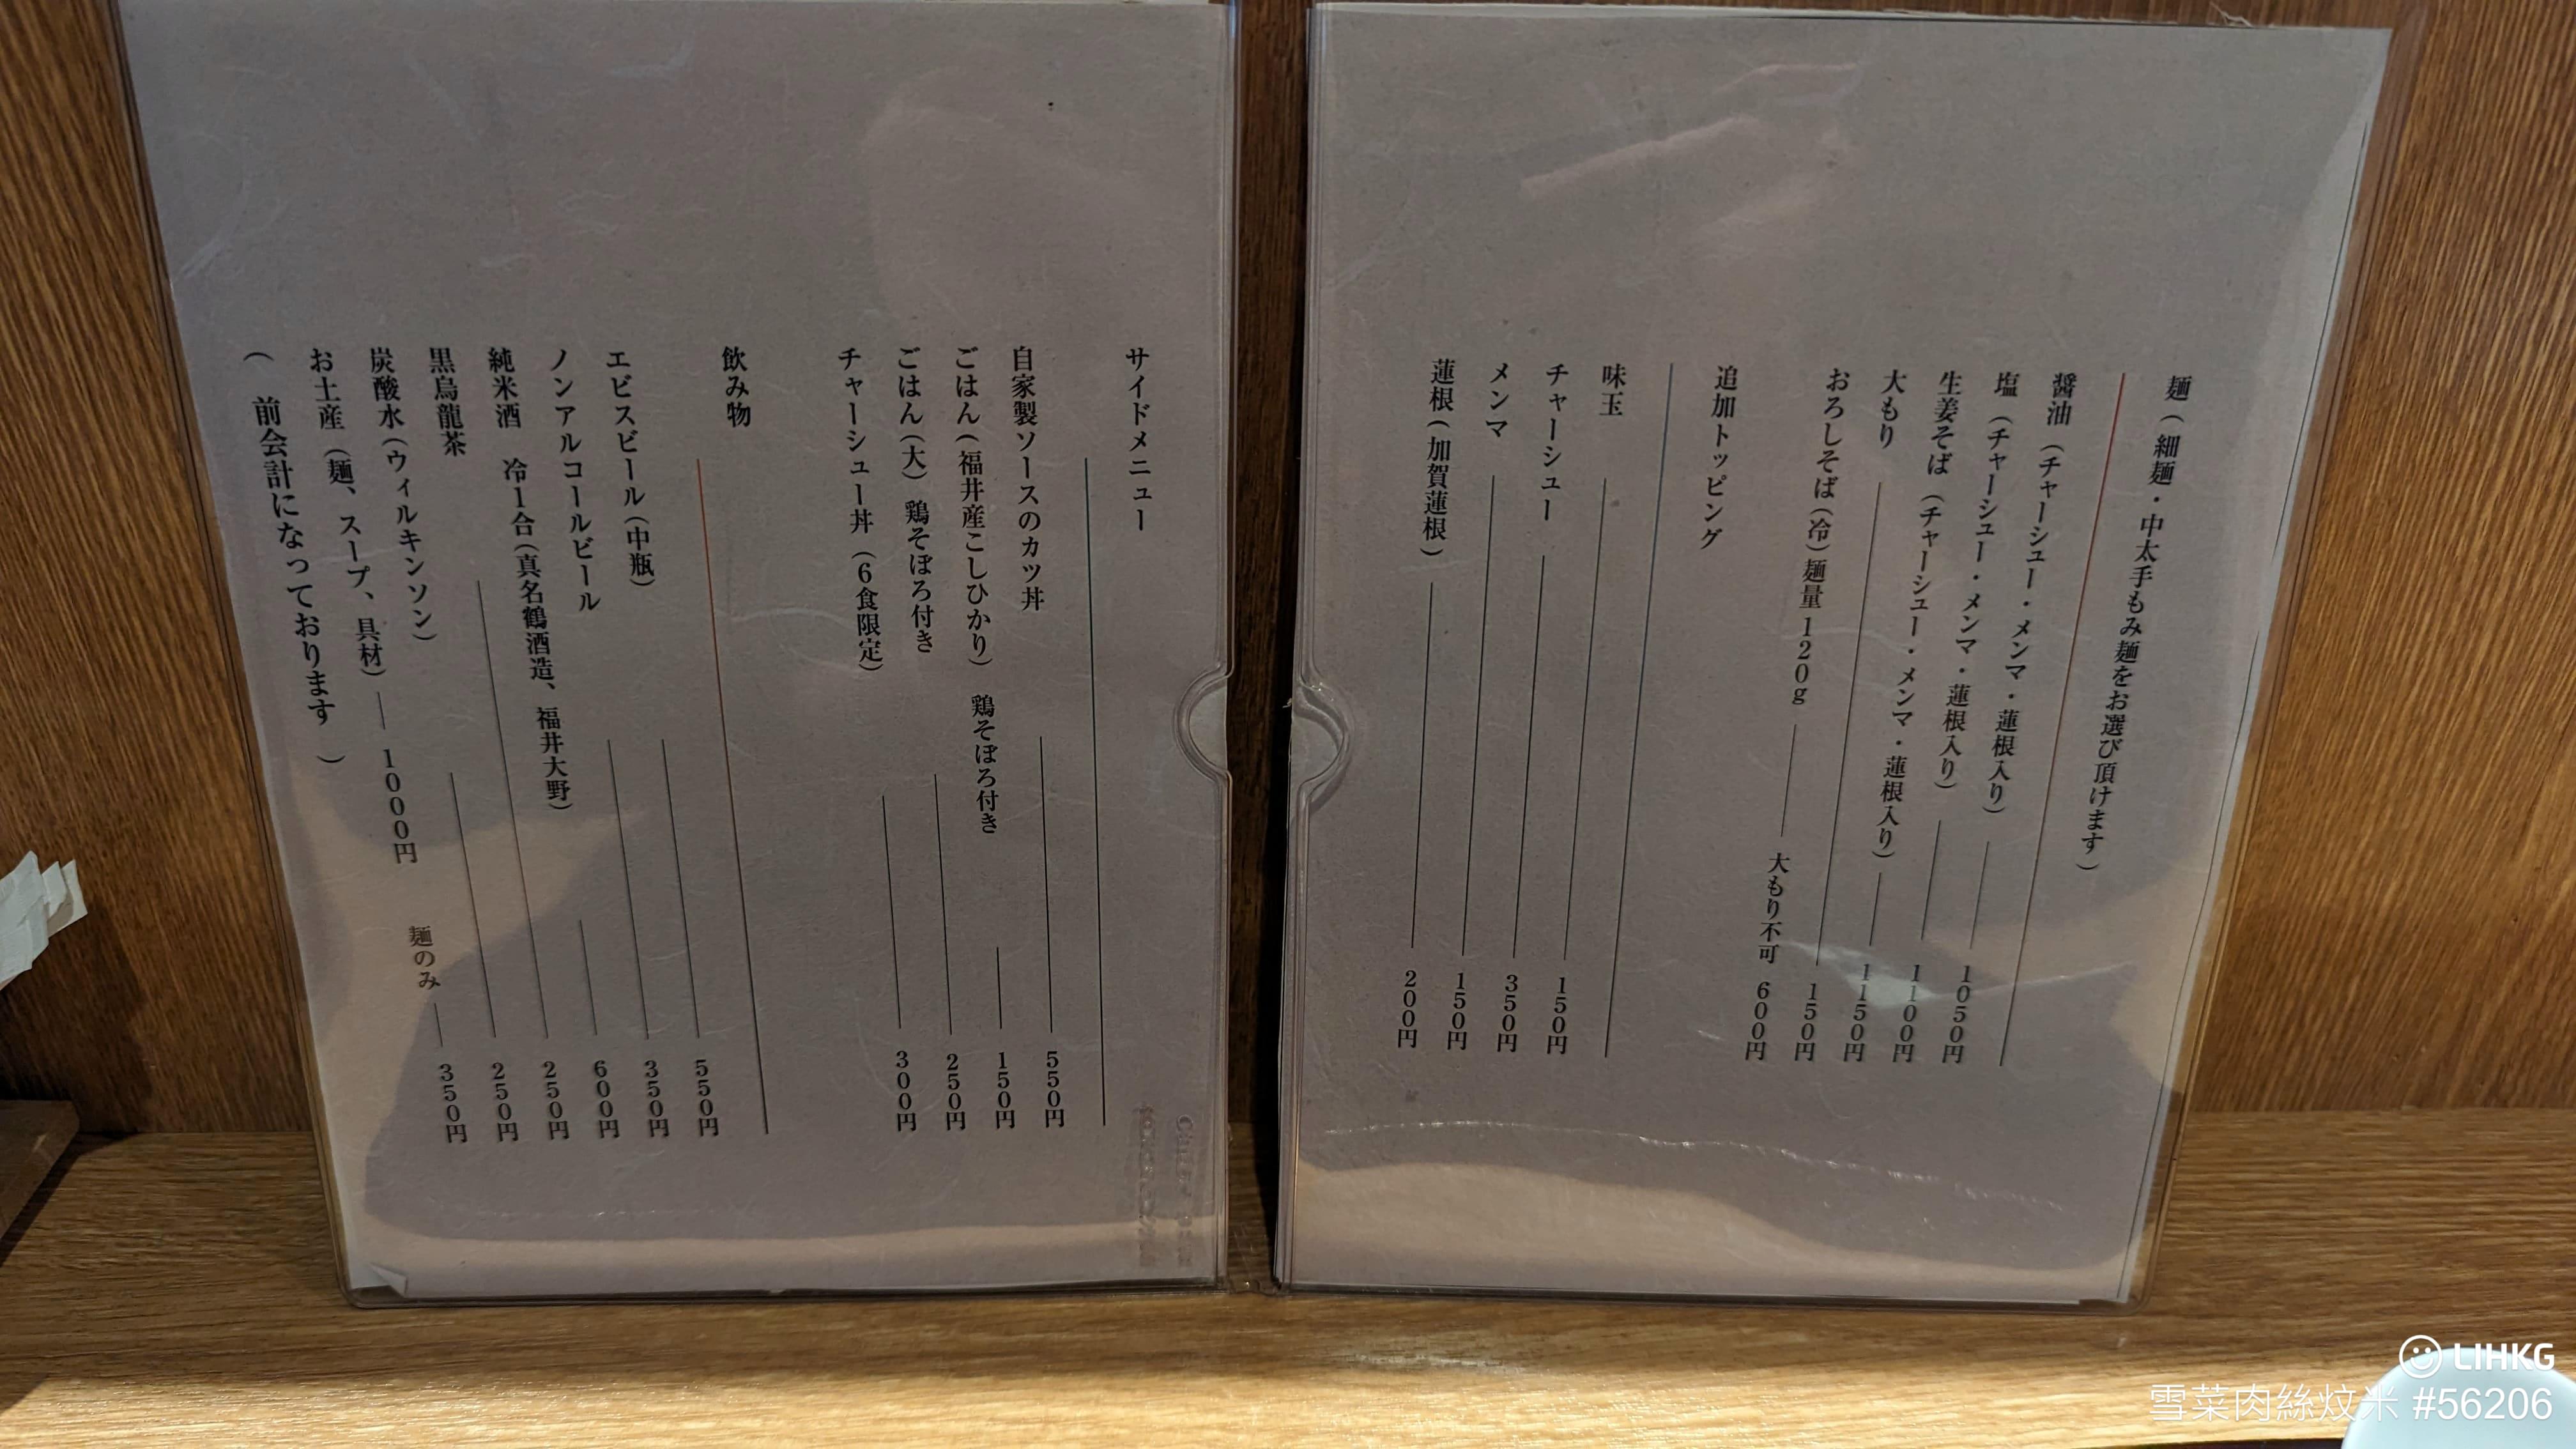 麺（細麺・中太手もみ麺をお選び頂けます）
醤油（チャーシュー・メンマ・蓮根入り）1050円
塩（チャーシュー・メンマ・蓮根入り）1100円
生姜そば（チャーシュー・メンマ・蓮根入り）1150円
大もり 150円
おろしそば（冷）麺量120g 大もり不可 600円
追加トッピング
味玉 150円
チャーシュー 350円
メンマ 150円
蓮根（加賀蓮根）200円
サイドメニュー
自家製ソースのカツ丼 550円
ごはん（福井産こしひかり）鶏そぼろ付き 150円
ごはん（大）鶏そぼろ付き 250円
チャーシュー丼（6食限定）300円
飲み物
エビスビール（中瓶）550円
ノンアルコールビール 350円
純米酒 冷1合（真名鶴酒造、福井大野）600円
黒烏龍茶 250円
炭酸水（ウィルキンソン）250円
お土産（麺、スープ、具材）1000円 麺のみ 350円
（前会計になっております）
LIHKG
雪菜肉絲炆米 #56206